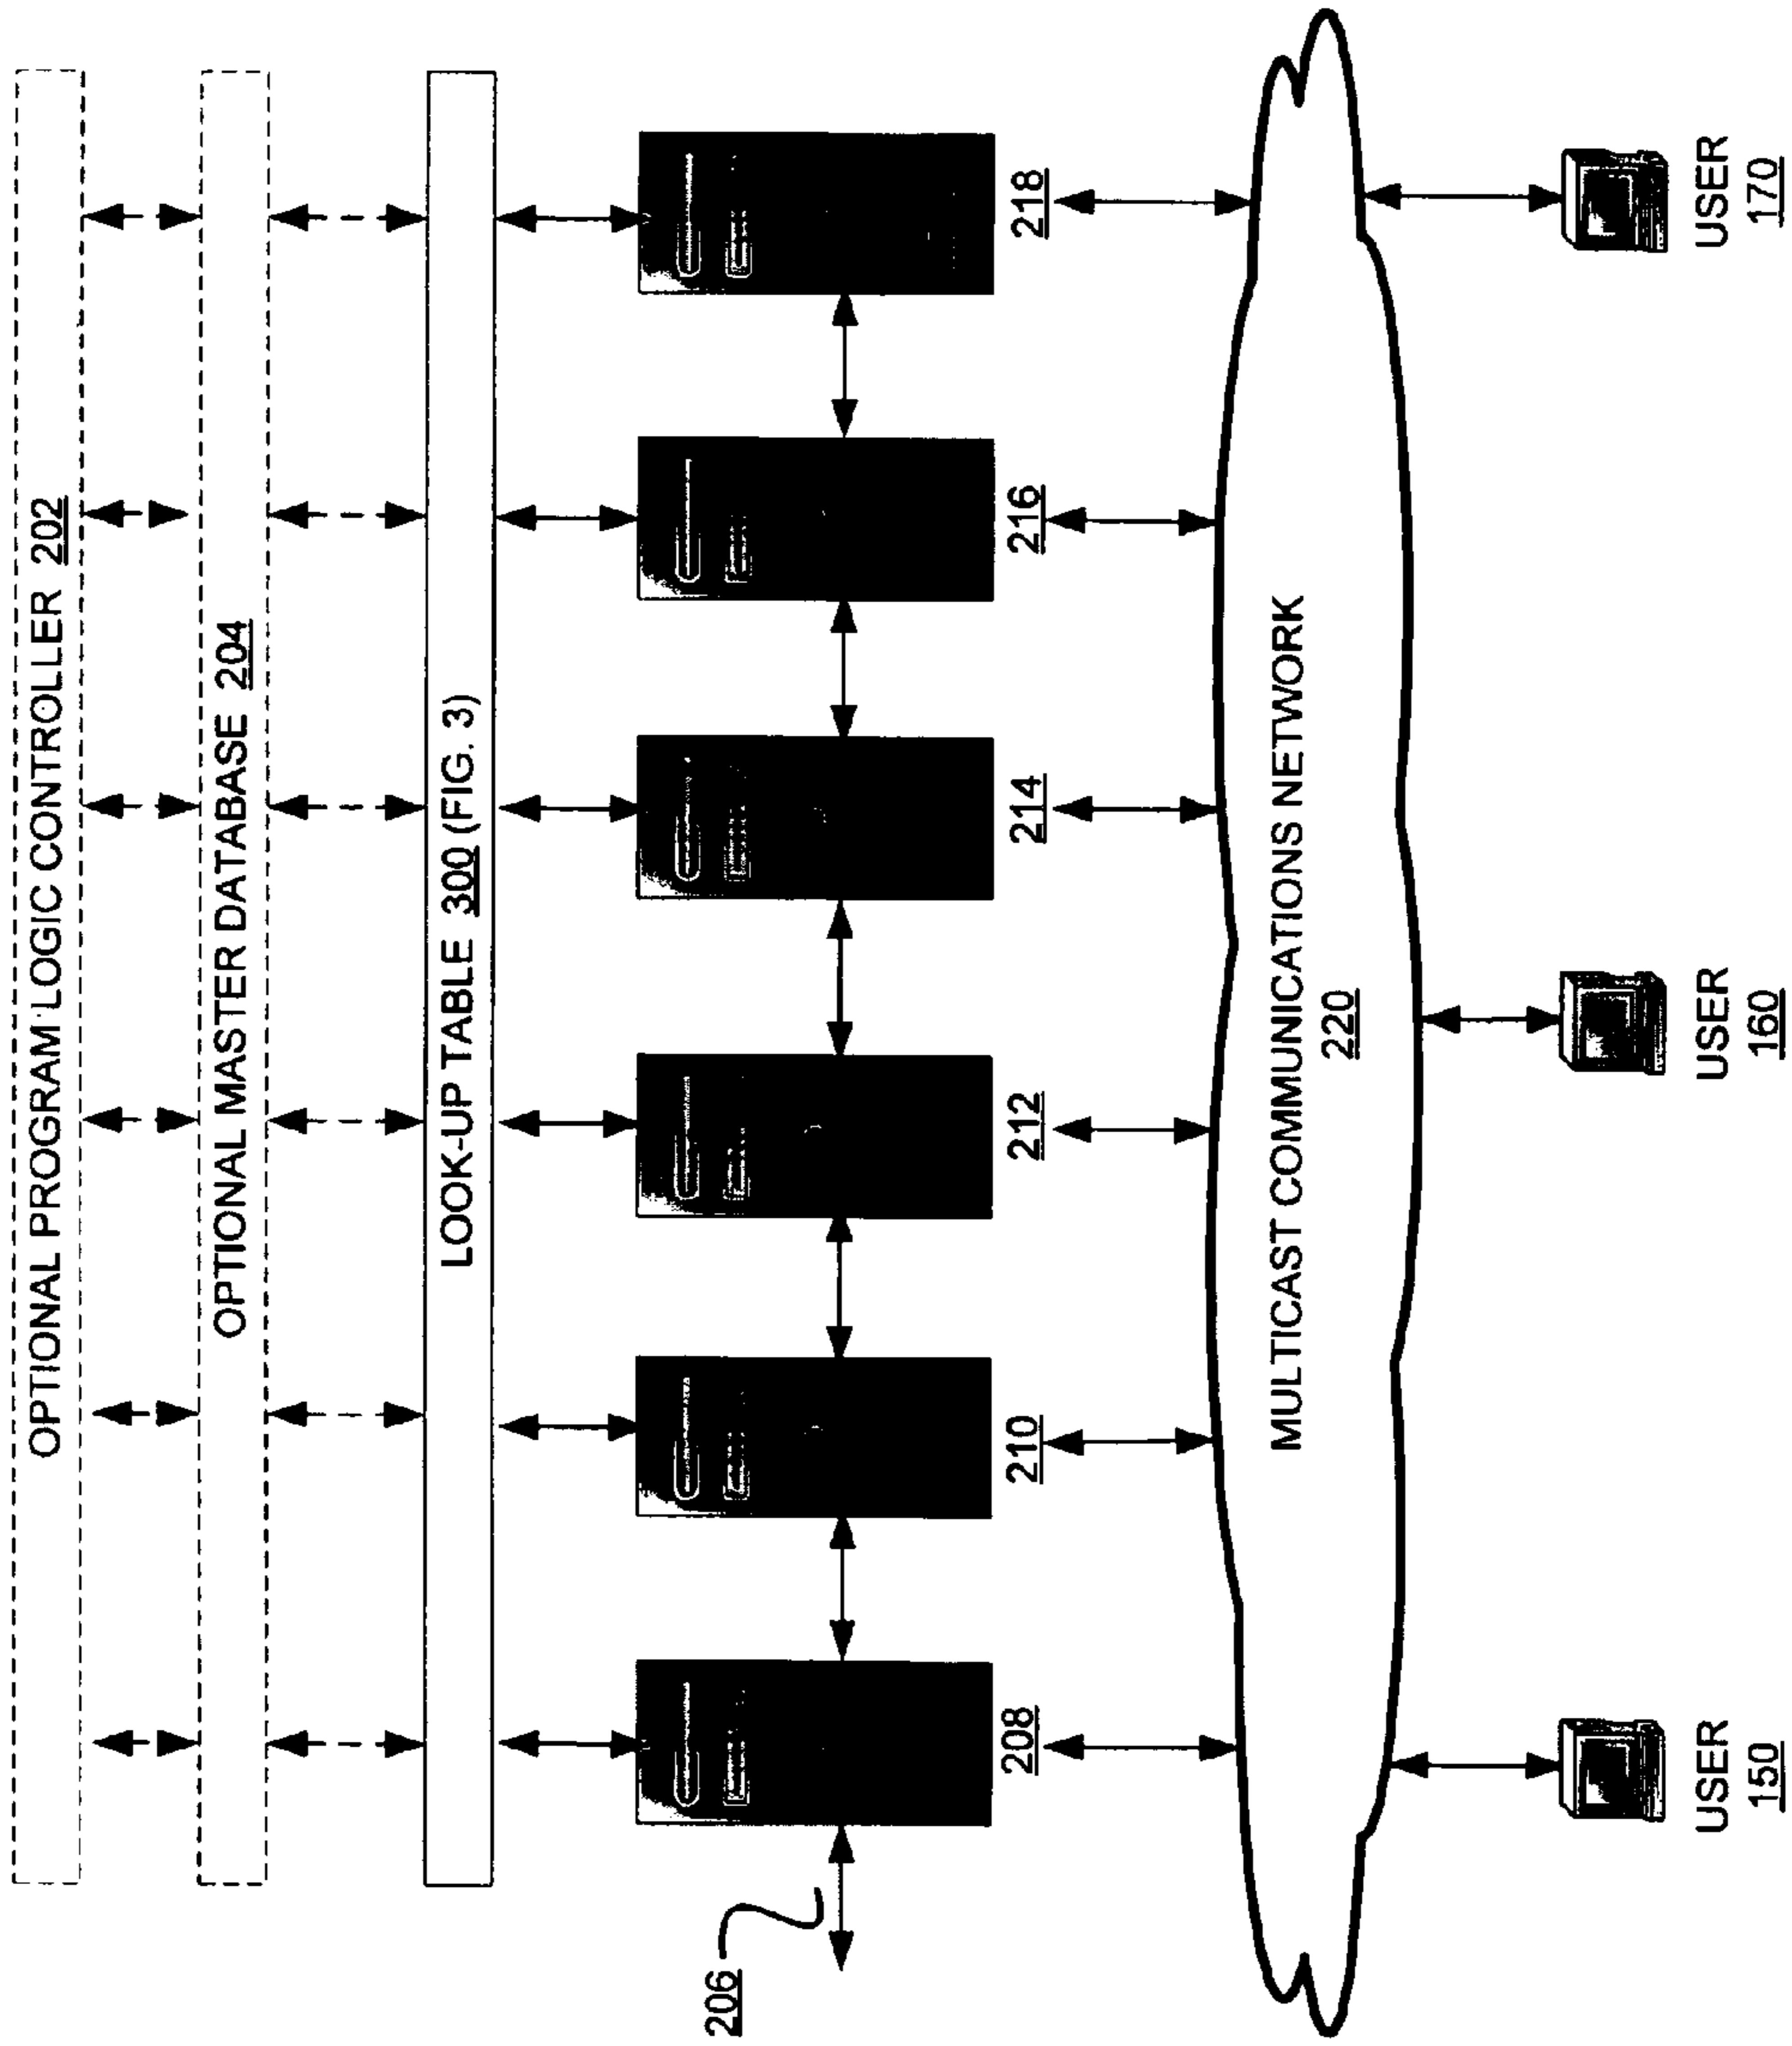 OPTIONAL PROGRAM LOGIC CONTROLLER 202
OPTIONAL MASTER DATABASE 204
LOOK-UP TABLE 300 (FIG. 3)
206
208
210
212
214
216
218
MULTICAST COMMUNICATIONS NETWORK
220
USER
150
USER
160
USER
170